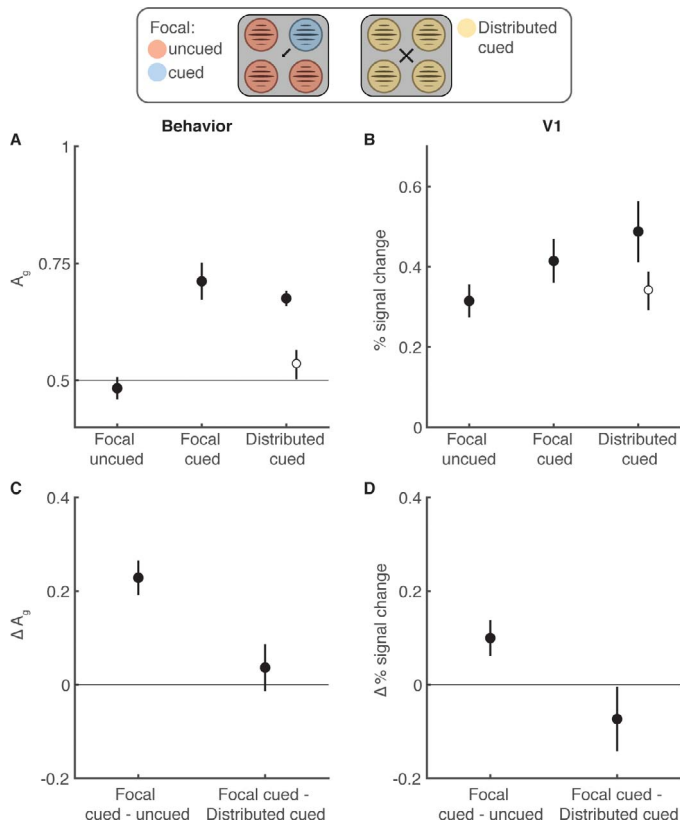 Focal:
uncued
cued
Distributed
cued
Behavior
V1
A
1
0.75
0.5
A_g
Focal
uncued
Focal
cued
Distributed
cued
B
0.6
0.4
0.2
0
% signal change
Focal
uncued
Focal
cued
Distributed
cued
C
0.4
0.2
0
-0.2
Δ A_g
Focal
cued - uncued
Focal cued -
Distributed cued
D
0.4
0.2
0
-0.2
Δ % signal change
Focal
cued - uncued
Focal cued -
Distributed cued